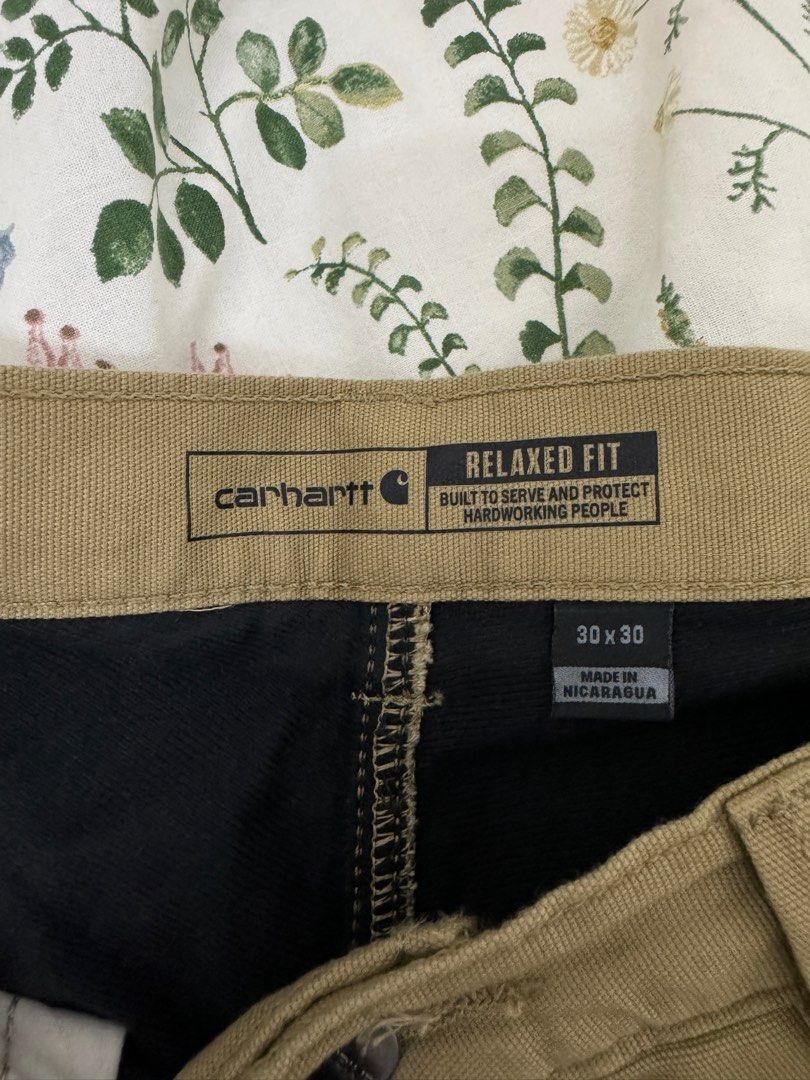 carhartt
RELAXED FIT
BUILT TO SERVE AND PROTECT
HARDWORKING PEOPLE
30 x 30
MADE IN
NICARAGUA